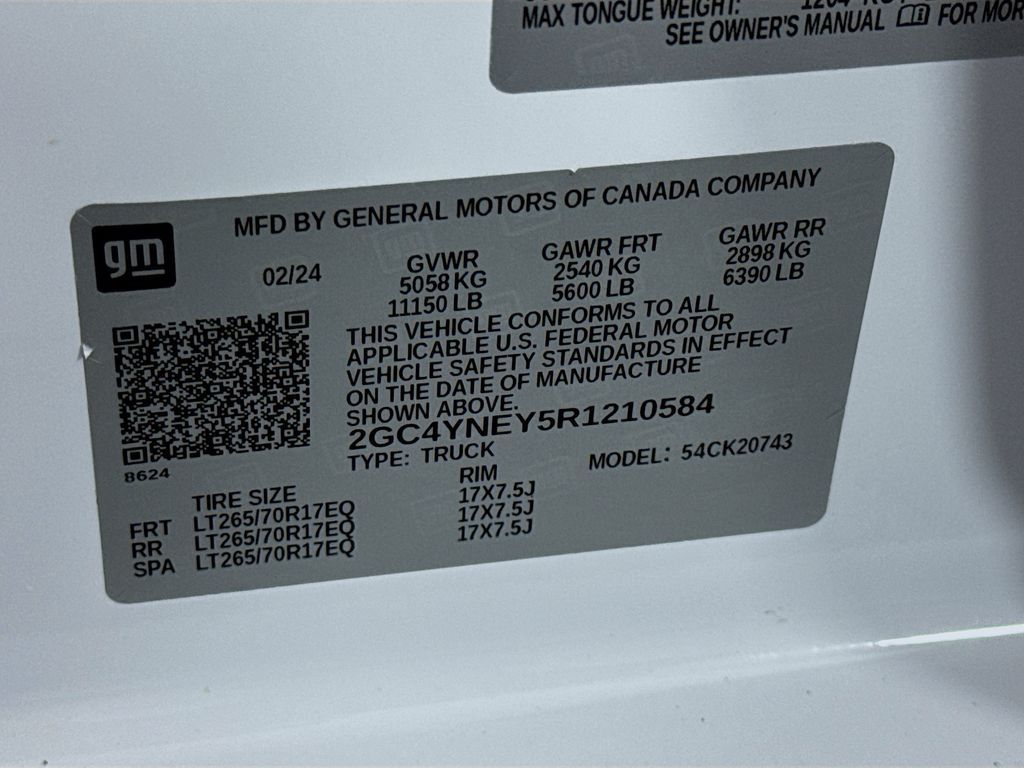 MAX TONGUE WEIGHT:
SEE OWNER'S MANUAL FOR
MFD BY GENERAL MOTORS OF CANADA COMPANY
gm
02/24
GVWR
5058 KG
11150 LB
GAWR FRT
2540 KG
5600 LB
GAWR RR
2898 KG
6390 LB
THIS VEHICLE CONFORMS TO ALL
APPLICABLE U.S. FEDERAL MOTOR
VEHICLE SAFETY STANDARDS IN EFFECT
ON THE DATE OF MANUFACTURE
SHOWN ABOVE.
2GC4YNEY5R1210584
TYPE: TRUCK
MODEL: 54CK20743
8624
TIRE SIZE RIM
FRT LT265/70R17EQ 17X7.5J
RR LT265/70R17EQ 17X7.5J
SPA LT265/70R17EQ 17X7.5J